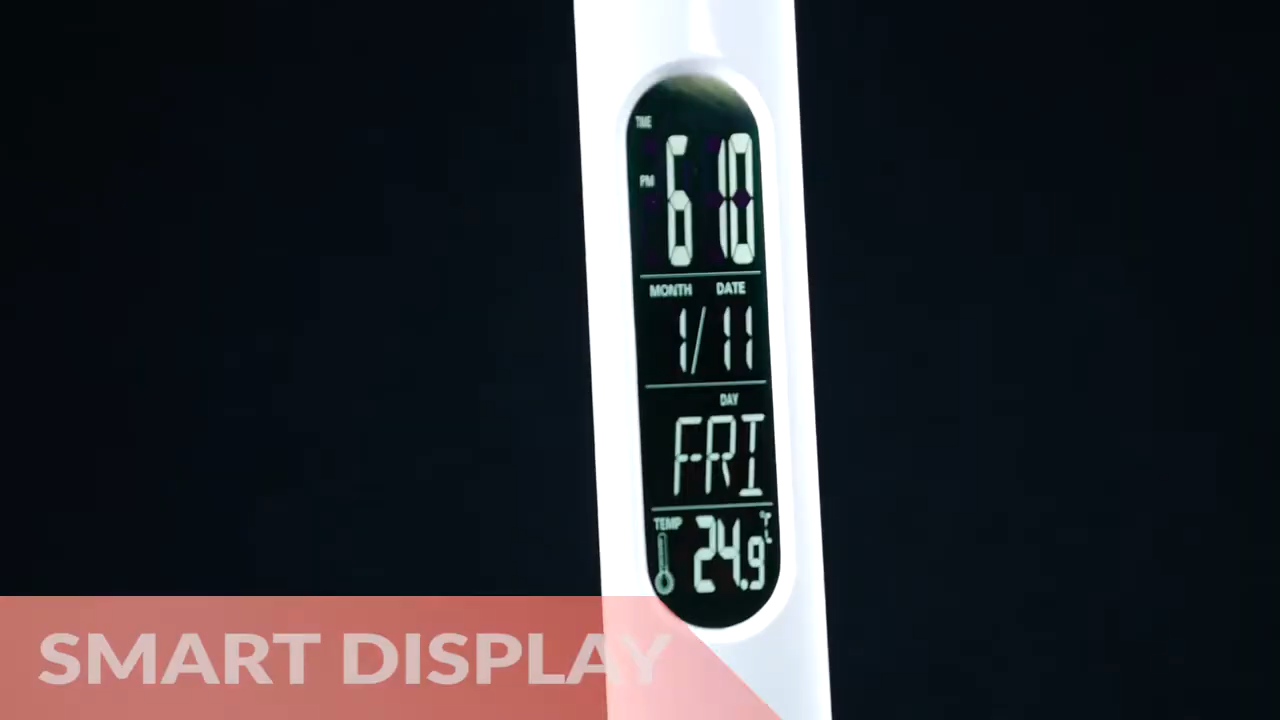 TIME
PM
6 10
MONTH DATE
1/11
DAY
FRI
TEMP
24.9
SMART DISPLAY